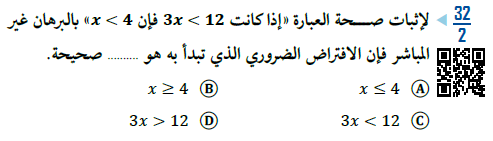 32/2 ◀ لإثبات صحة العبارة «إذا كانت 3x < 12 فإن x < 4» بالبرهان غير
المباشر فإن الافتراض الضروري الذي تبدأ به هو .......... صحيحة.
A x ≤ 4 B x ≥ 4
C 3x < 12 D 3x > 12